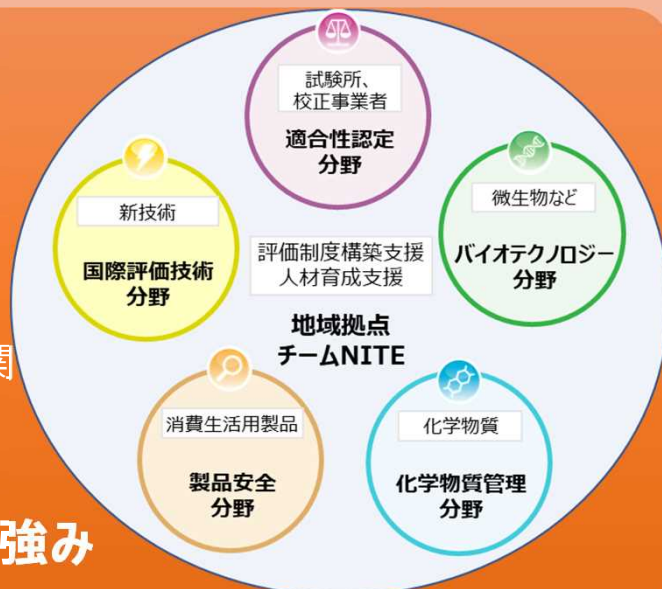 試験所、
校正事業者
適合性認定
分野
新技術
国際評価技術
分野
微生物など
バイオテクノロジー
分野
評価制度構築支援
人材育成支援
地域拠点
チームNITE
関
消費生活用製品
製品安全
分野
化学物質
化学物質管理
分野
強み